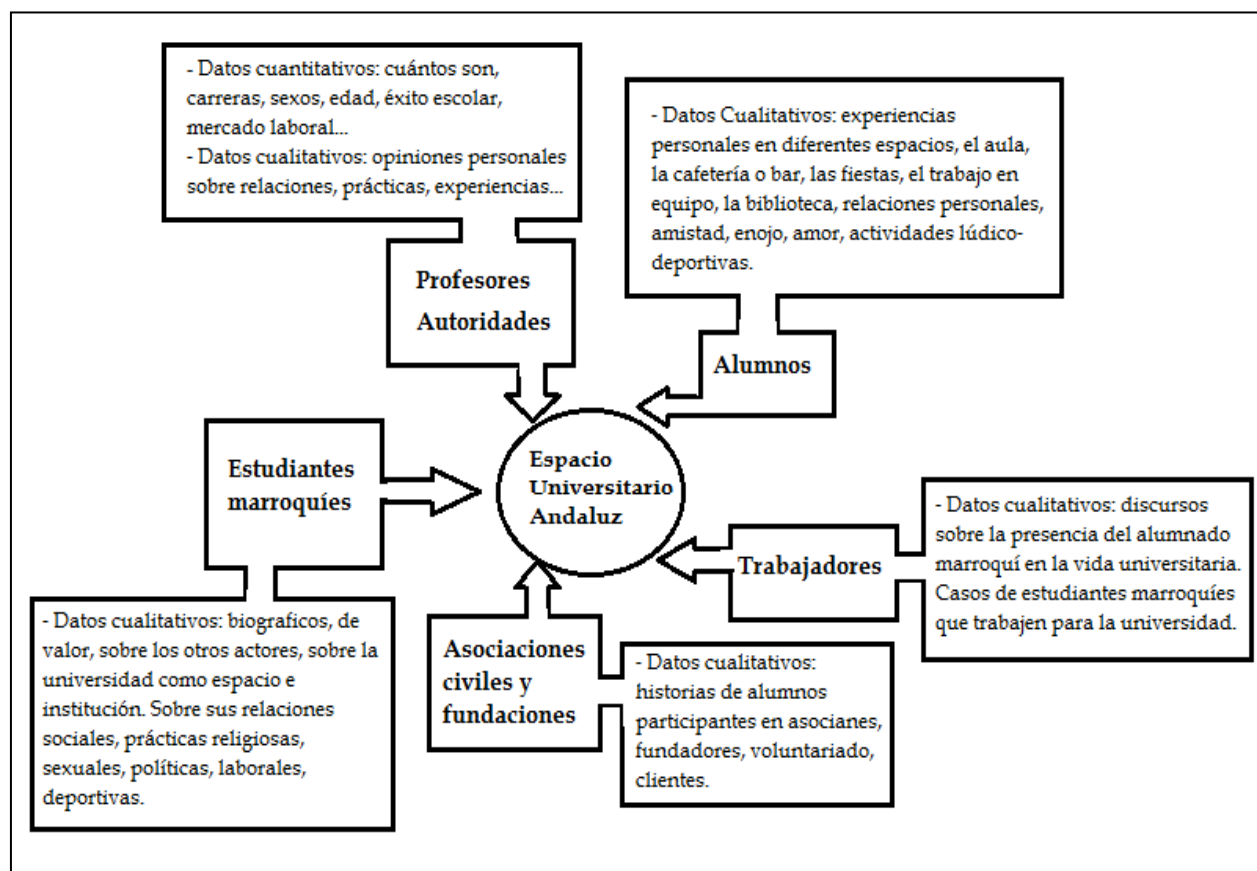 - Datos cuantitativos: cuántos son,
carreras, sexos, edad, éxito escolar,
mercado laboral...
- Datos cualitativos: opiniones personales
sobre relaciones, prácticas, experiencias...
Profesores
Autoridades
- Datos Cualitativos: experiencias
personales en diferentes espacios, el aula,
la cafetería o bar, las fiestas, el trabajo en
equipo, la biblioteca, relaciones personales,
amistad, enojo, amor, actividades lúdico-
deportivas.
Alumnos
Estudiantes
marroquíes
Espacio
Universitario
Andaluz
- Datos cualitativos: discursos
sobre la presencia del alumnado
marroquí en la vida universitaria.
Casos de estudiantes marroquíes
que trabajen para la universidad.
Trabajadores
- Datos cualitativos: biograficos, de
valor, sobre los otros actores, sobre la
universidad como espacio e
institución. Sobre sus relaciones
sociales, prácticas religiosas,
sexuales, políticas, laborales,
deportivas.
Asociaciones
civiles y
fundaciones
- Datos cualitativos:
historias de alumnos
participantes en asocianes,
fundadores, voluntariado,
clientes.